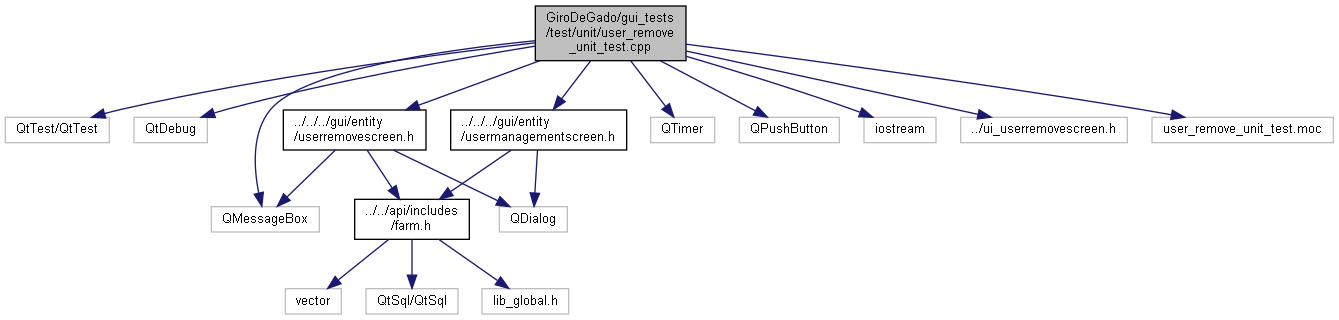 GiroDeGado/gui_tests
/test/unit/user_remove
_unit_test.cpp
QtTest/QtTest
QtDebug
../../../gui/entity
/userremovescreen.h
../../../gui/entity
/usermanagementscreen.h
QTimer
QPushButton
iostream
../ui_userremovescreen.h
user_remove_unit_test.moc
QMessageBox
../../api/includes
/farm.h
QDialog
vector
QtSql/QtSql
lib_global.h